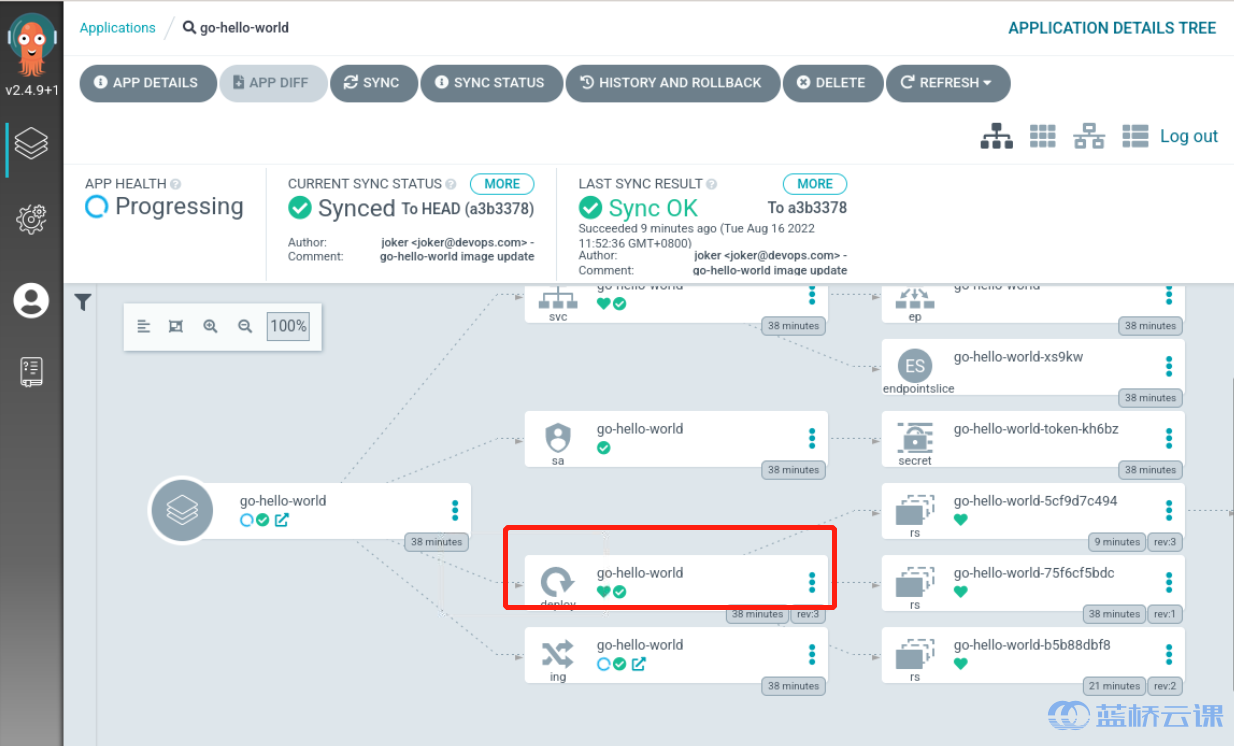 Applications / go-hello-world
APPLICATION DETAILS TREE
v2.4.9+1
APP DETAILS APP DIFF SYNC SYNC STATUS HISTORY AND ROLLBACK DELETE REFRESH
Log out
APP HEALTH
Progressing
CURRENT SYNC STATUS MORE
Synced To HEAD (a3b3378)
Author: joker <joker@devops.com> -
Comment: go-hello-world image update
LAST SYNC RESULT MORE
Sync OK To a3b3378
Succeeded 9 minutes ago (Tue Aug 16 2022
11:52:36 GMT+0800)
Author: joker <joker@devops.com> -
Comment: go-hello-world image update
100%
go-hello-world
svc
38 minutes
go-hello-world
ep
38 minutes
ES
go-hello-world-xs9kw
endpointslice
38 minutes
go-hello-world
sa
38 minutes
go-hello-world-token-kh6bz
secret
38 minutes
go-hello-world
38 minutes
go-hello-world-5cf9d7c494
rs
9 minutes rev:3
go-hello-world
deploy
38 minutes rev:3
go-hello-world-75f6cf5bdc
rs
38 minutes rev:1
go-hello-world
ing
38 minutes
go-hello-world-b5b88dbf8
rs
21 minutes rev:2
蓝桥云课